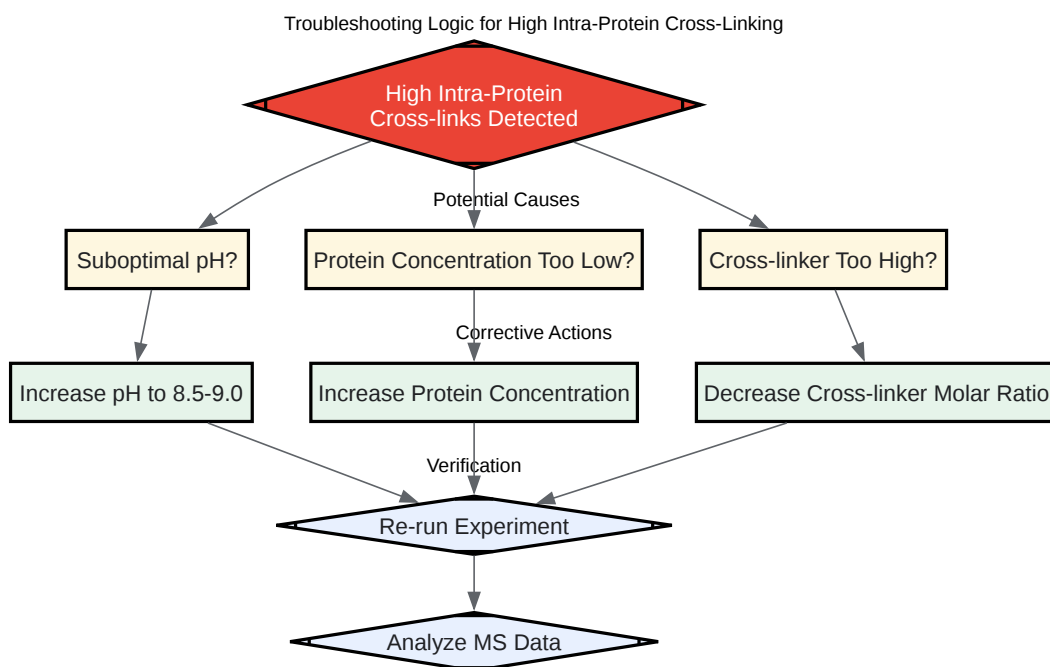 Troubleshooting Logic for High Intra-Protein Cross-Linking
High Intra-Protein
Cross-links Detected
Potential Causes
Suboptimal pH?
Protein Concentration Too Low?
Cross-linker Too High?
Corrective Actions
Increase pH to 8.5-9.0
Increase Protein Concentration
Decrease Cross-linker Molar Ratio
Verification
Re-run Experiment
Analyze MS Data